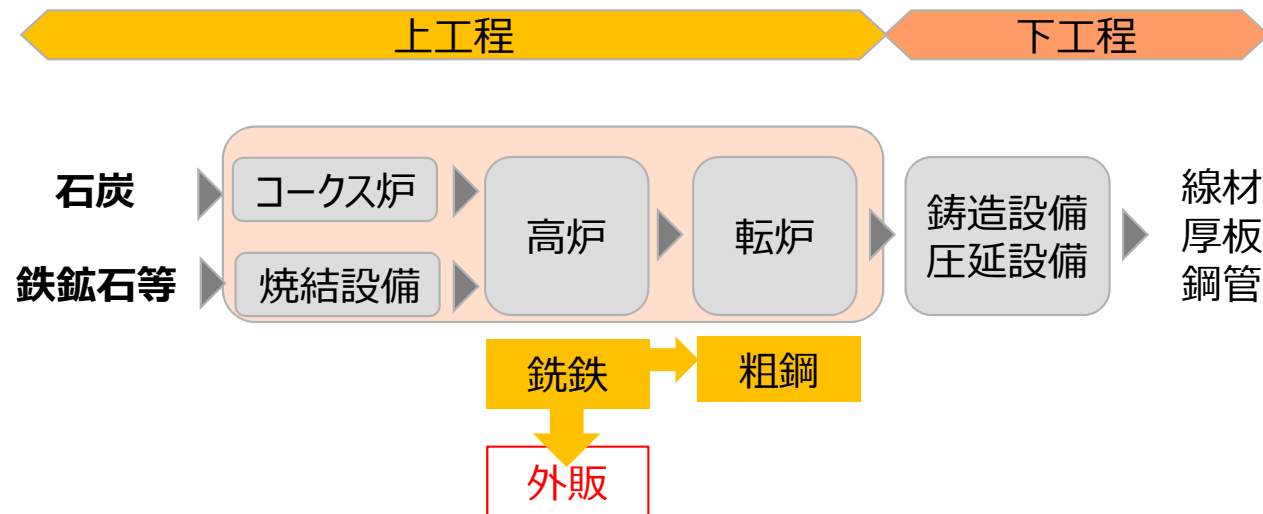 上工程
下工程
石炭
コークス炉
鉄鉱石等
焼結設備
高炉
転炉
鋳造設備
圧延設備
線材
厚板
鋼管
銑鉄
粗鋼
外販